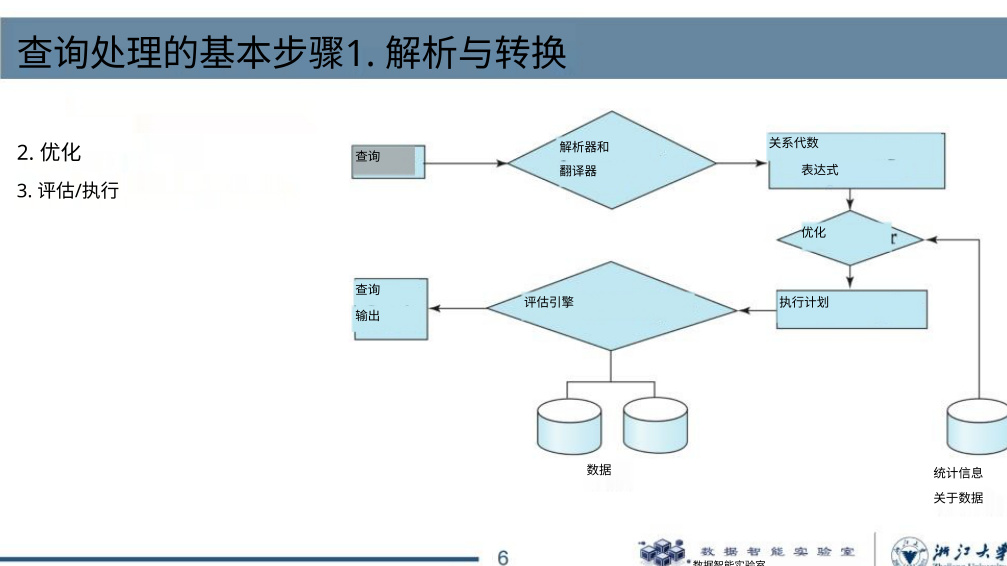 查询处理的基本步骤1. 解析与转换
2. 优化
3. 评估/执行
查询
解析器和
翻译器
关系代数
表达式
优化
查询
输出
评估引擎
执行计划
数据
统计信息
关于数据
6
数据智能实验室
数据智能实验室
浙江大学